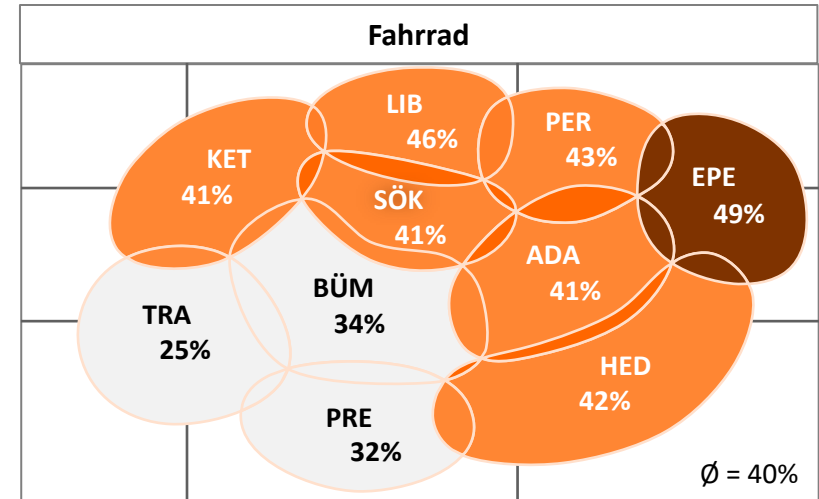 Fahrrad
LIB
46%
PER
43%
KET
41%
EPE
49%
SÖK
41%
ADA
41%
BÜM
34%
TRA
25%
HED
42%
PRE
32%
Ø = 40%